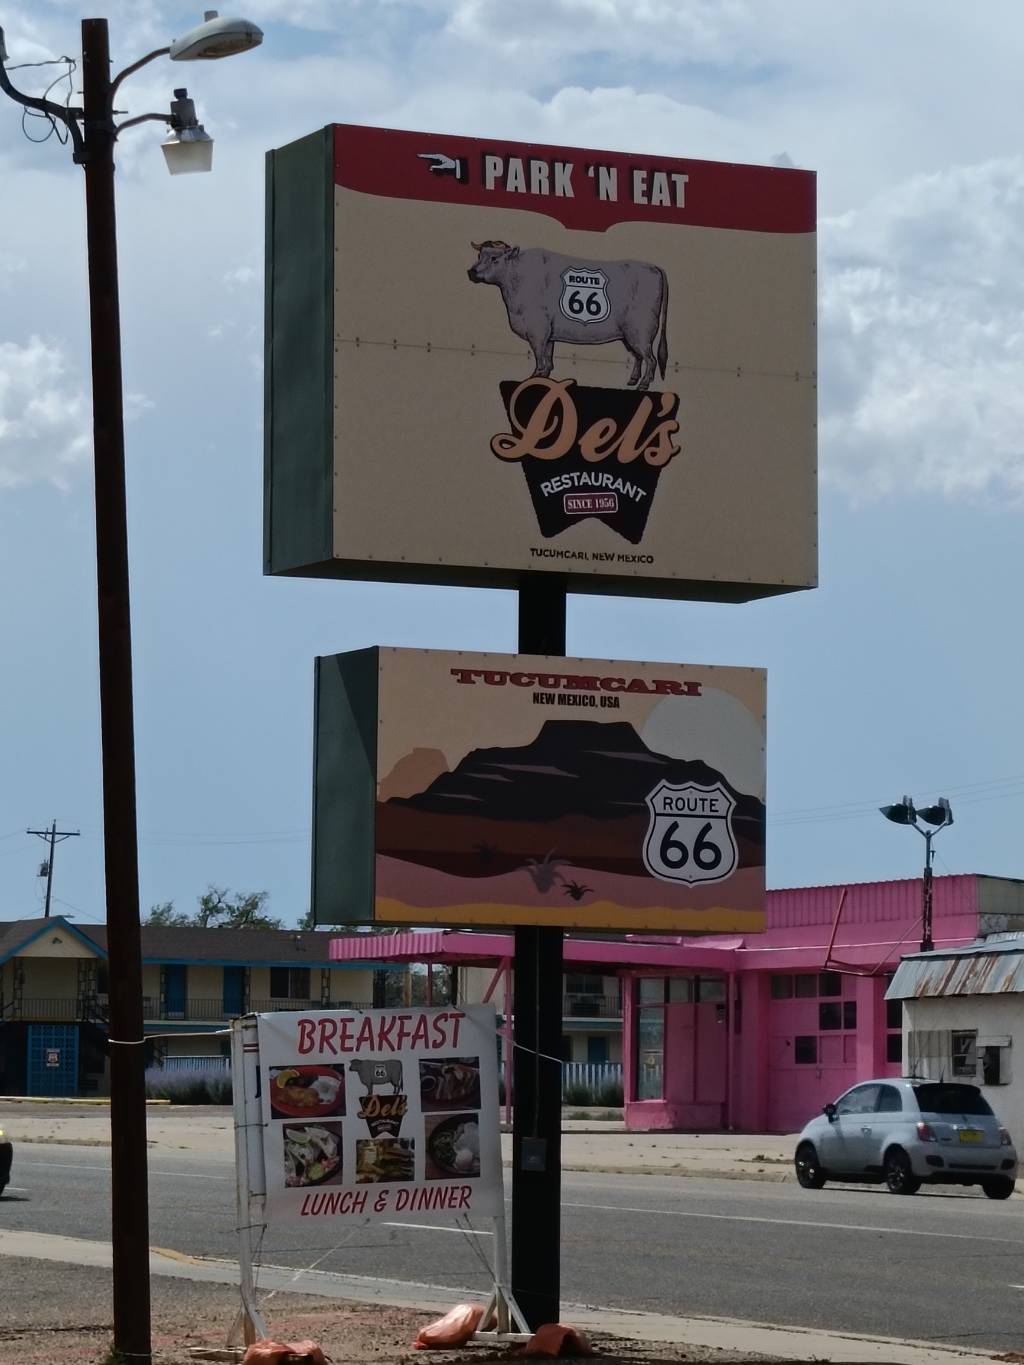 PARK 'N EAT
ROUTE
66
Del's
RESTAURANT
SINCE 1956
TUCUMCARI, NEW MEXICO
TUCUMCARI
NEW MEXICO, USA
ROUTE
66
BREAKFAST
66
Del's
LUNCH & DINNER